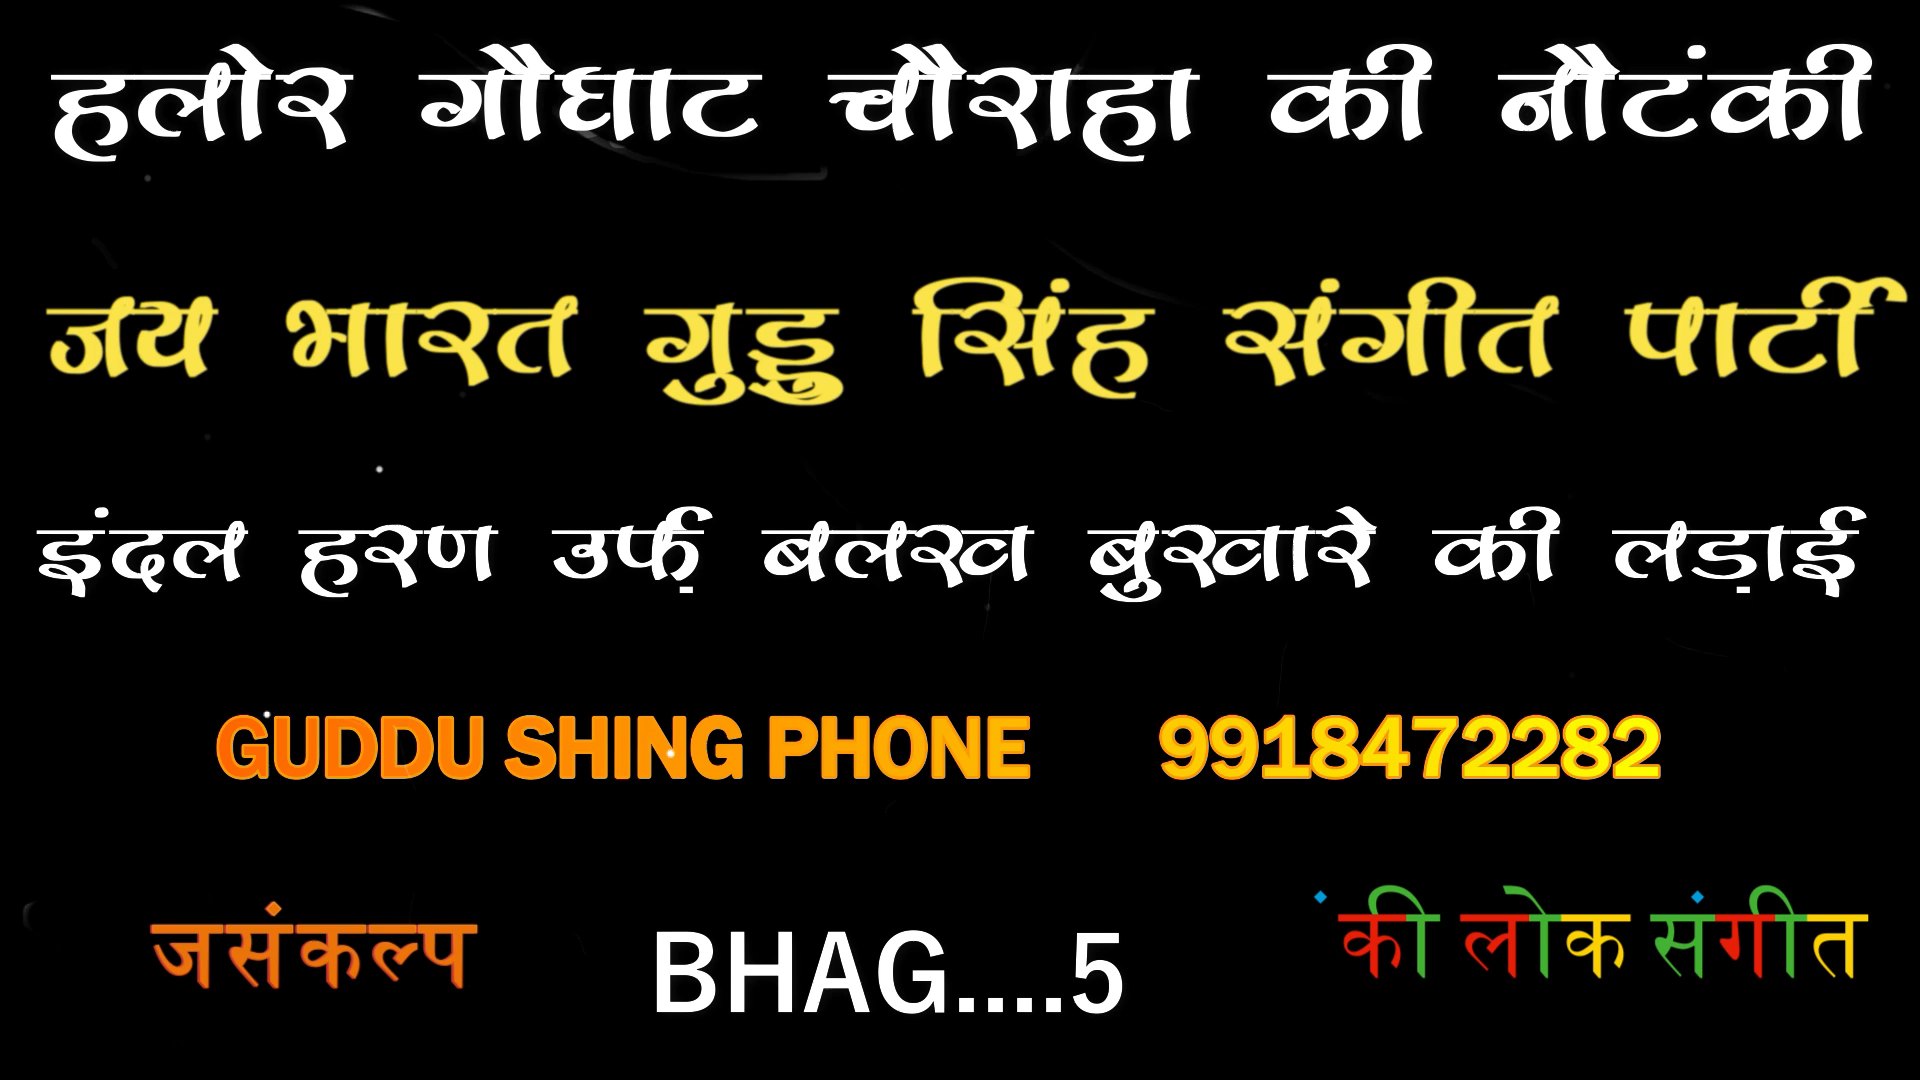 हलोर गौघाट चौराहा की नौटंकी
जय भारत गुड्डु सिंह संगीत पार्टी
इंदल हरण उर्फ़ बलख बुखारे की लड़ाई
GUDDU SHING PHONE 9918472282
जसंकल्प BHAG....5 ंकी लोक संगीत